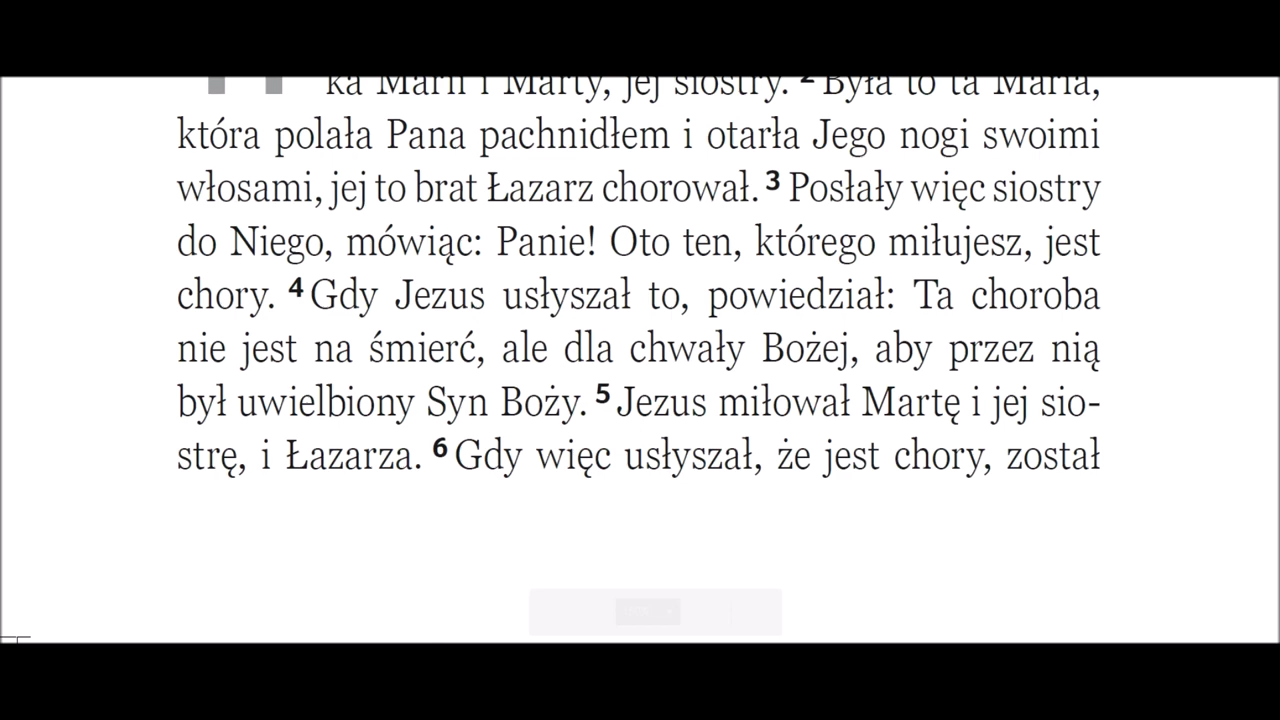 ka Marii i Marty, jej siostry. 2 Była to ta Maria,
która polała Pana pachnidłem i otarła Jego nogi swoimi
włosami, jej to brat Łazarz chorował. 3 Posłały więc siostry
do Niego, mówiąc: Panie! Oto ten, którego miłujesz, jest
chory. 4 Gdy Jezus usłyszał to, powiedział: Ta choroba
nie jest na śmierć, ale dla chwały Bożej, aby przez nią
był uwielbiony Syn Boży. 5 Jezus miłował Martę i jej sio-
strę, i Łazarza. 6 Gdy więc usłyszał, że jest chory, został